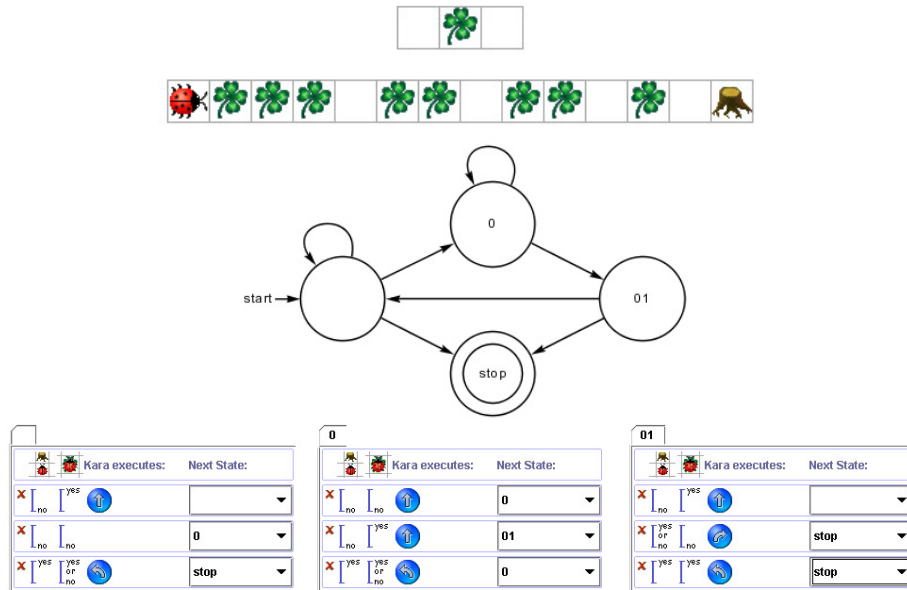 0
start
01
stop
0
01
Kara executes: Next State:
Kara executes: Next State:
Kara executes: Next State:
no yes
no no 0
no yes
no no 0
no yes 01
yes or no no stop
yes yes or no stop
yes yes or no 0
yes yes stop